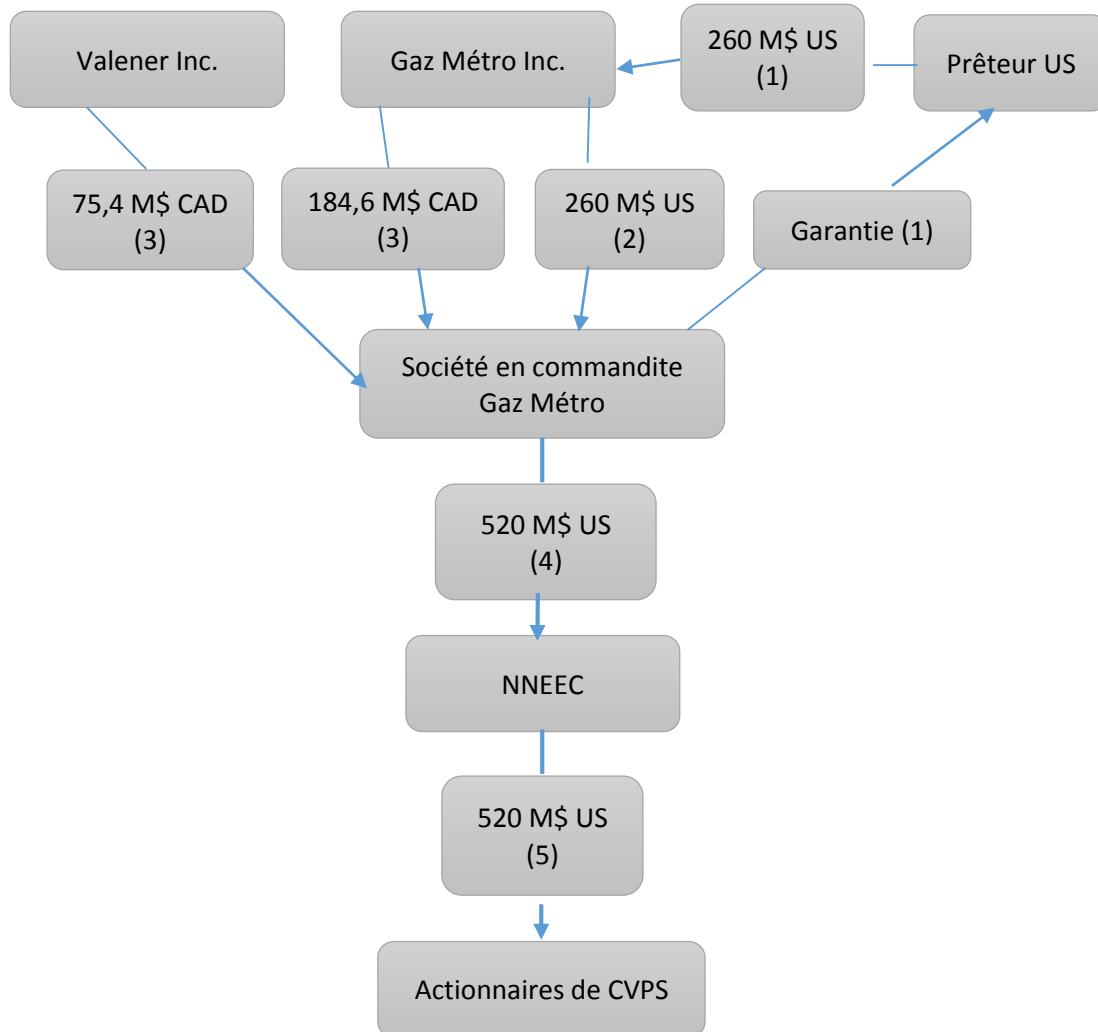 Valener Inc.
Gaz Métro Inc.
260 M$ US
(1)
Prêteur US
75,4 M$ CAD
(3)
184,6 M$ CAD
(3)
260 M$ US
(2)
Garantie (1)
Société en commandite
Gaz Métro
520 M$ US
(4)
NNEEC
520 M$ US
(5)
Actionnaires de CVPS